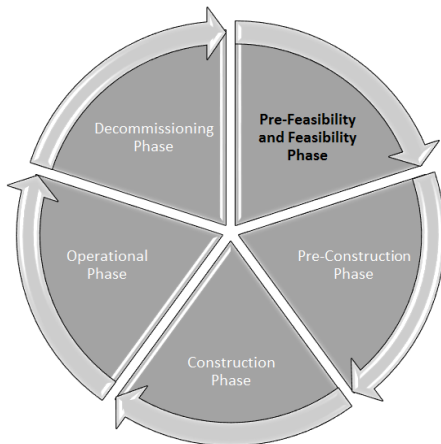 Decommissioning
Phase
Pre-Feasibility
and Feasibility
Phase
Operational
Phase
Pre-Construction
Phase
Construction
Phase